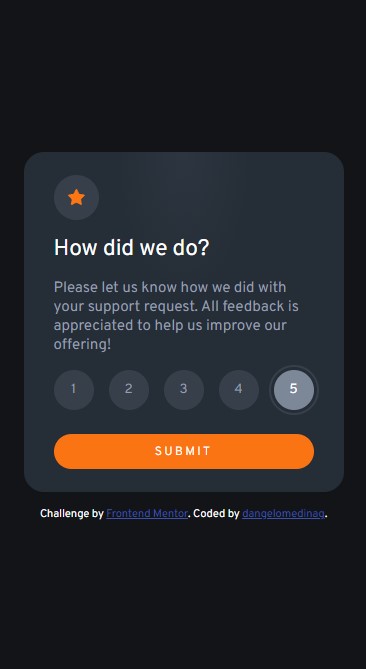 How did we do?
Please let us know how we did with
your support request. All feedback is
appreciated to help us improve our
offering!
1 2 3 4 5
SUBMIT
Challenge by Frontend Mentor. Coded by dangelomedinag.